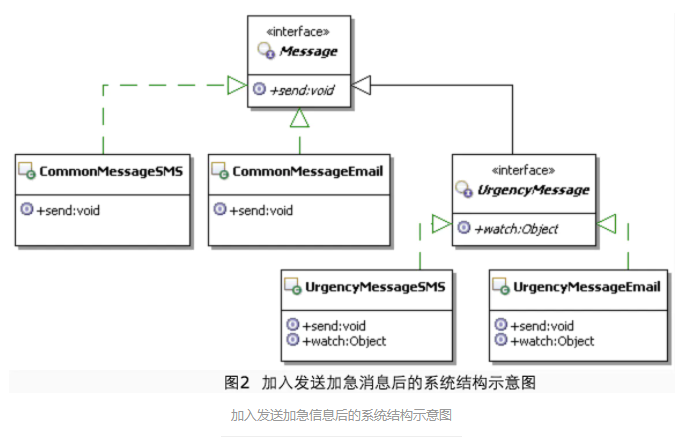 «interface»
Message
+send:void
CommonMessageSMS
+send:void
CommonMessageEmail
+send:void
«interface»
UrgencyMessage
+watch:Object
UrgencyMessageSMS
+send:void
+watch:Object
UrgencyMessageEmail
+send:void
+watch:Object
图2 加入发送加急消息后的系统结构示意图
加入发送加急信息后的系统结构示意图